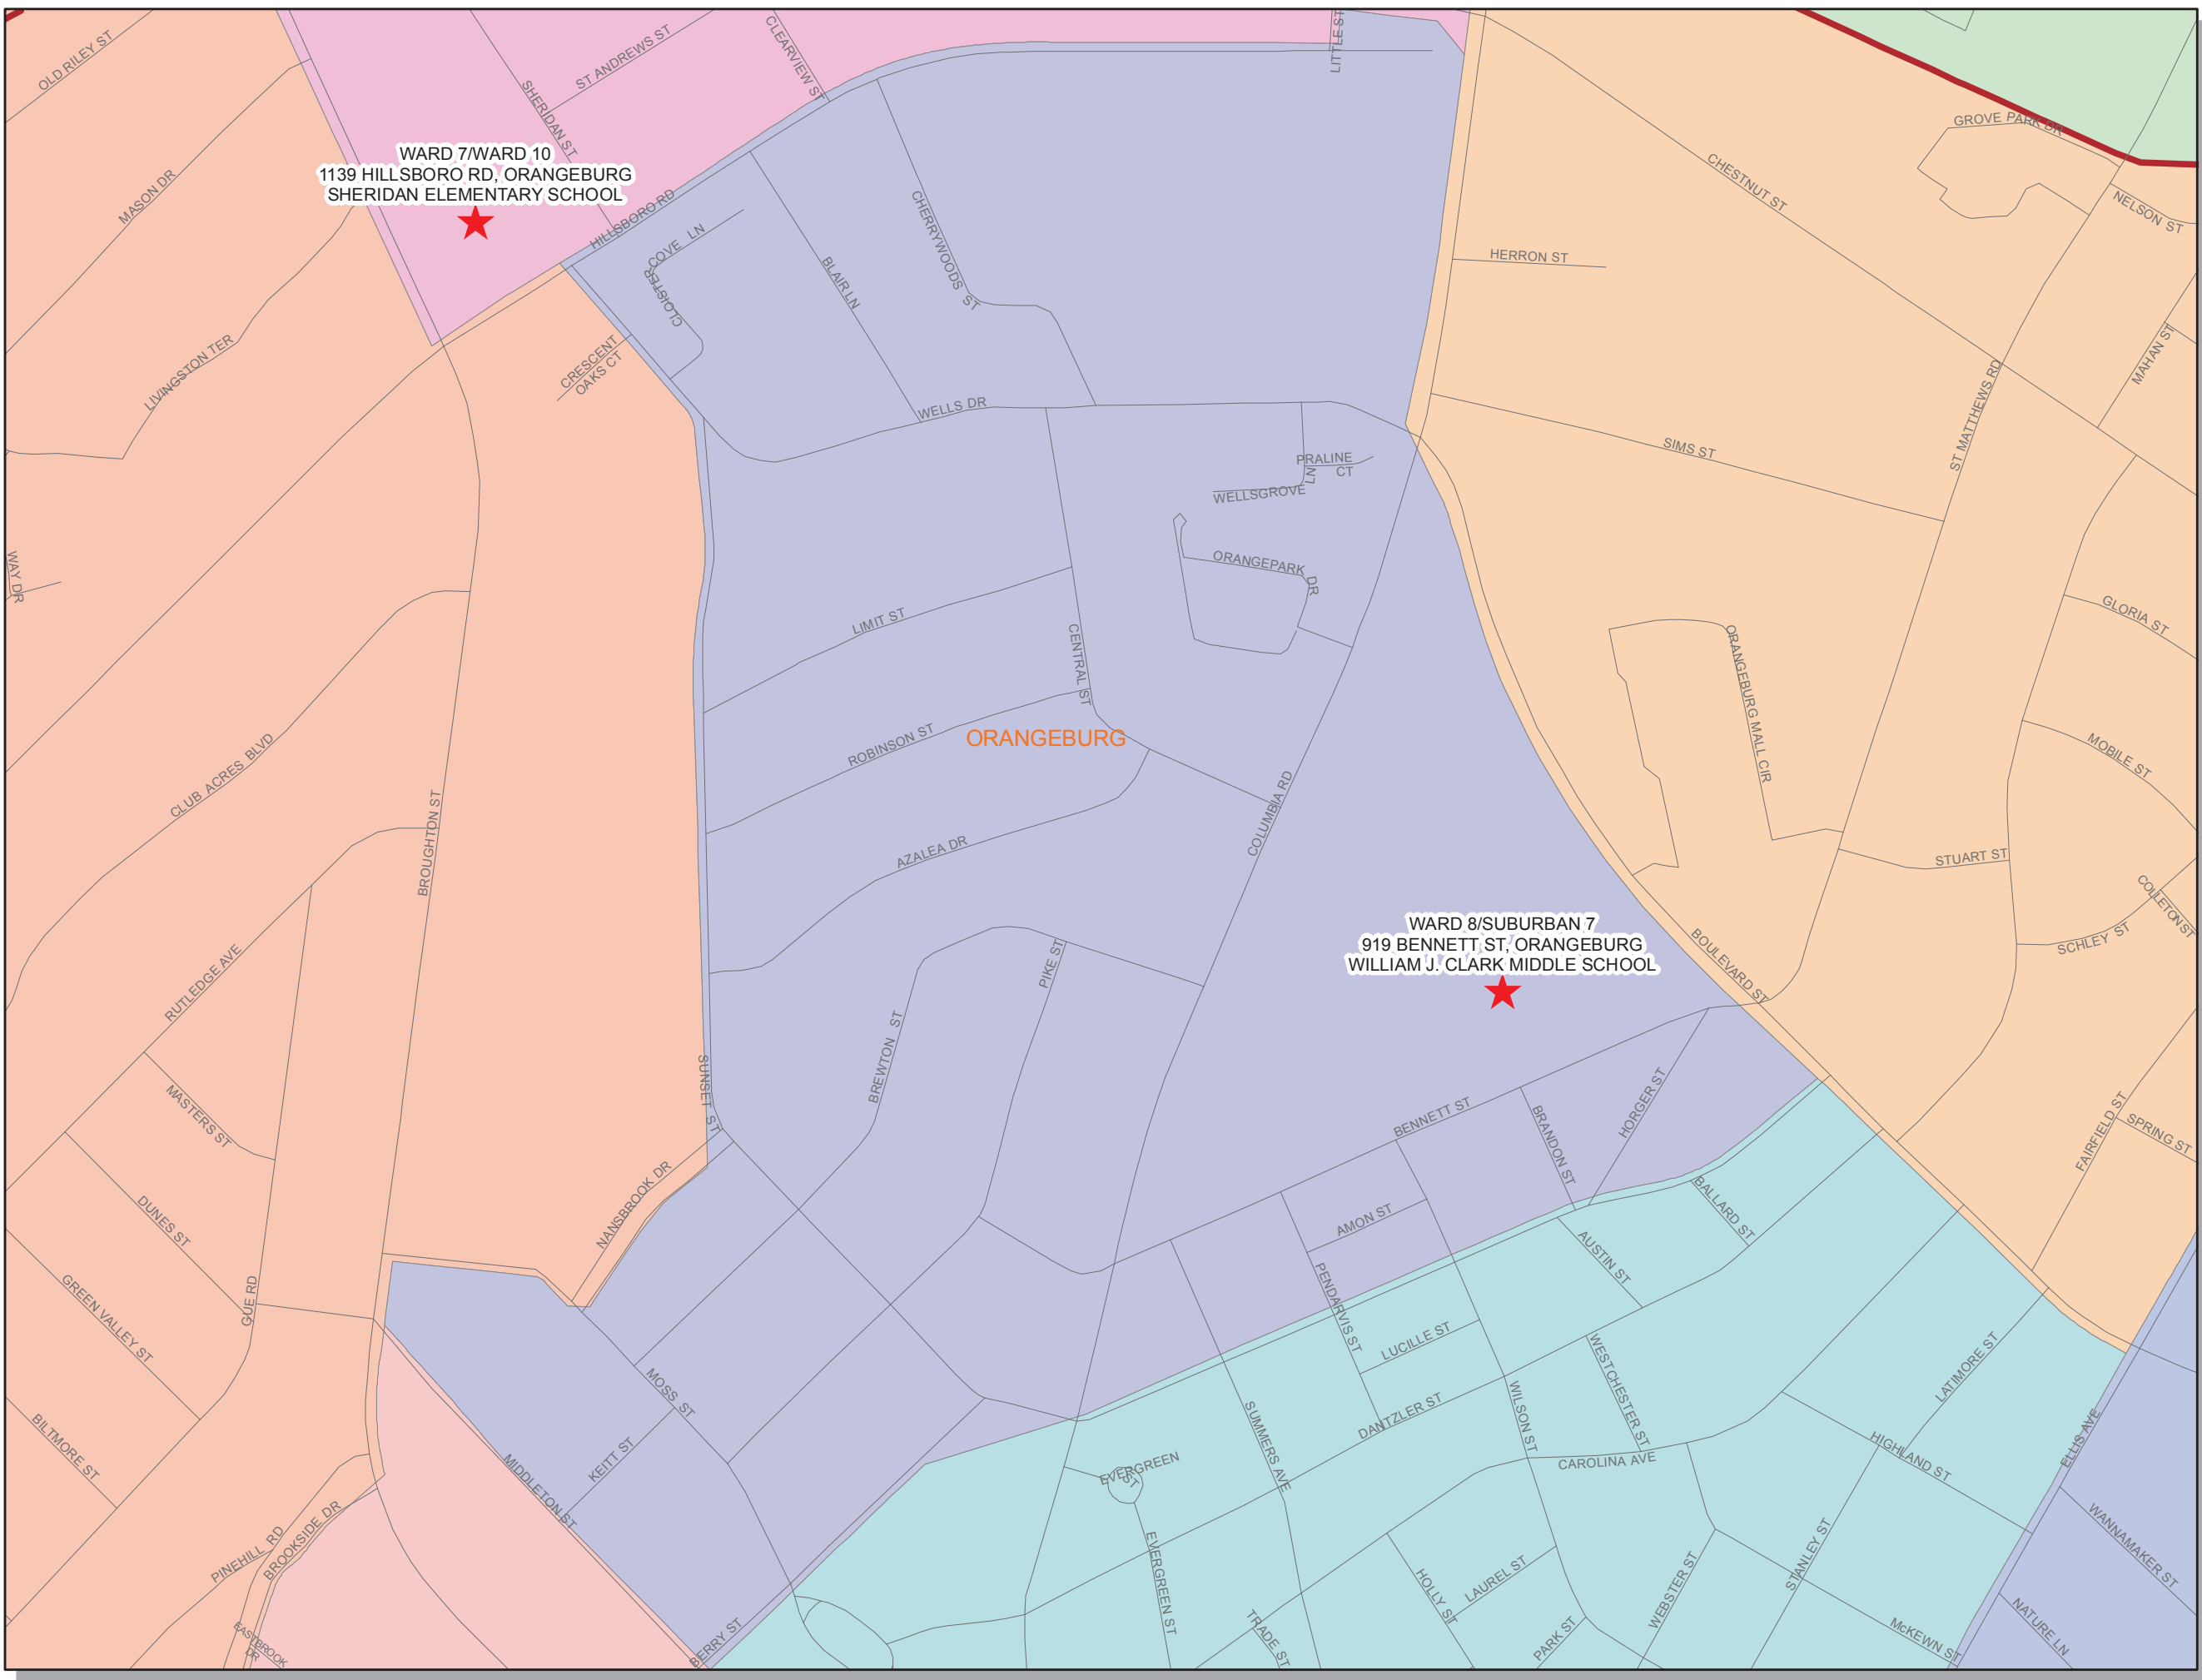 OLD RILEY ST
ST ANDREWS ST
CLEARVIEW ST
LITTLE ST
SHERIDAN ST
GROVE PARK DR
CHESTNUT ST
NELSON ST
MASON DR
WARD 7/WARD 10
1139 HILLSBORO RD, ORANGEBURG
SHERIDAN ELEMENTARY SCHOOL
HILLSBORO RD
COVE LN
CLOISTER
BLAIR LN
CHERRYWOODS ST
HERRON ST
MAHAN ST
LIVINGSTON TER
CRESCENT
OAKS CT
WELLS DR
SIMS ST
ST MATTHEWS RD
PRALINE
CT
WELLSGROVE
LN
WAY DR
ORANGEPARK DR
LIMIT ST
CENTRAL ST
GLORIA ST
ORANGEBURG MALL CIR
ROBINSON ST
ORANGEBURG
MOBILE ST
CLUB ACRES BLVD
BROUGHTON ST
COLUMBIA RD
AZALEA DR
STUART ST
COLLETON ST
SCHLEY ST
WARD 8/SUBURBAN 7
919 BENNETT ST, ORANGEBURG
WILLIAM J. CLARK MIDDLE SCHOOL
BOULEVARD ST
RUTLEDGE AVE
PIKE ST
BREWTON ST
SUNSET ST
MASTERS ST
BENNETT ST
BRANDON ST
HORGER ST
FAIRFIELD ST
SPRING ST
NANSBROOK DR
DUNES ST
AMON ST
BALLARD ST
AUSTIN ST
GREEN VALLEY ST
GUE RD
PENDARVIS ST
LUCILLE ST
WESTCHESTER ST
LATIMORE ST
MOSS ST
DANTZLER ST
WILSON ST
SUMMERS AVE
BILTMORE ST
KEITT ST
MIDDLETON ST
EVERGREEN
ST
CAROLINA AVE
HIGHLAND ST
ELLIS AVE
PINEHILL RD
BROOKSIDE DR
EVERGREEN ST
HOLLY ST
LAUREL ST
WEBSTER ST
STANLEY ST
WANNAMAKER ST
EASTBROOK
DR
BERRY ST
TRADE ST
PARK ST
McKEWN ST
NATURE LN